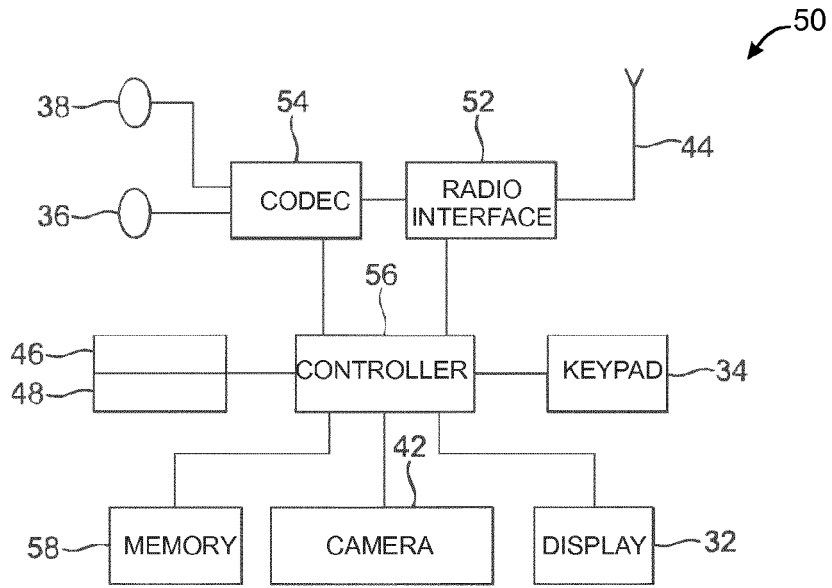 50
38
54
52
44
36
CODEC
RADIO
INTERFACE
56
46
48
CONTROLLER
KEYPAD
34
42
58
MEMORY
CAMERA
DISPLAY
32